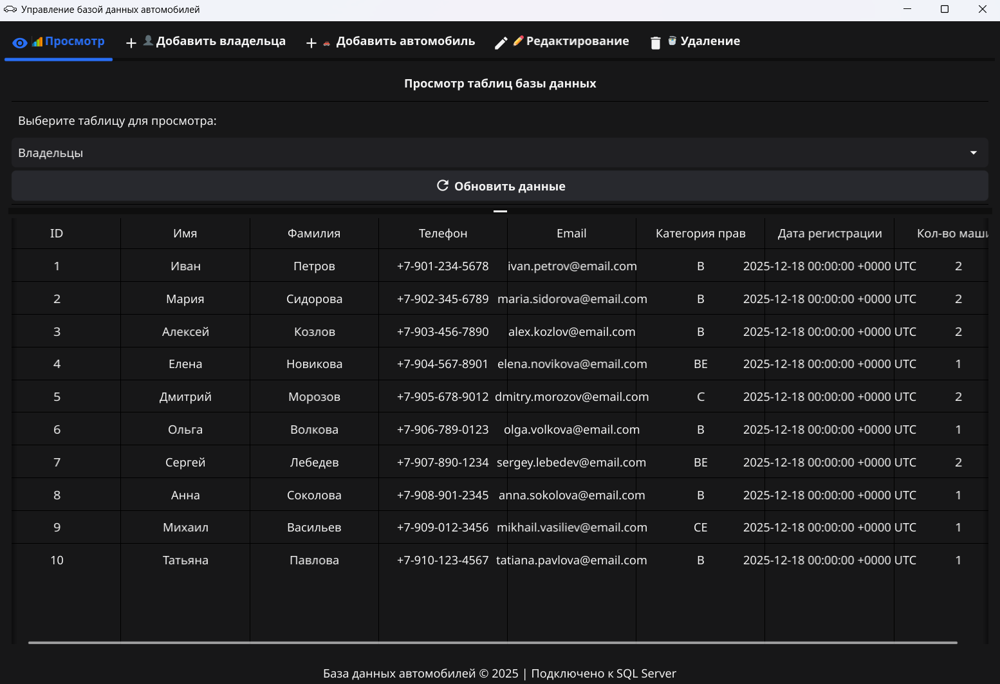 Управление базой данных автомобилей
Просмотр Добавить владельца Добавить автомобиль Редактирование Удаление
Просмотр таблиц базы данных
Выберите таблицу для просмотра:
Владельцы
Обновить данные
ID Имя Фамилия Телефон Email Категория прав Дата регистрации Кол-во маши
1 Иван Петров +7-901-234-5678 ivan.petrov@email.com B 2025-12-18 00:00:00 +0000 UTC 2
2 Мария Сидорова +7-902-345-6789 maria.sidorova@email.com B 2025-12-18 00:00:00 +0000 UTC 2
3 Алексей Козлов +7-903-456-7890 alex.kozlov@email.com B 2025-12-18 00:00:00 +0000 UTC 2
4 Елена Новикова +7-904-567-8901 elena.novikova@email.com BE 2025-12-18 00:00:00 +0000 UTC 1
5 Дмитрий Морозов +7-905-678-9012 dmitry.morozov@email.com C 2025-12-18 00:00:00 +0000 UTC 2
6 Ольга Волкова +7-906-789-0123 olga.volkova@email.com B 2025-12-18 00:00:00 +0000 UTC 1
7 Сергей Лебедев +7-907-890-1234 sergey.lebedev@email.com BE 2025-12-18 00:00:00 +0000 UTC 2
8 Анна Соколова +7-908-901-2345 anna.sokolova@email.com B 2025-12-18 00:00:00 +0000 UTC 1
9 Михаил Васильев +7-909-012-3456 mikhail.vasiliev@email.com CE 2025-12-18 00:00:00 +0000 UTC 1
10 Татьяна Павлова +7-910-123-4567 tatiana.pavlova@email.com B 2025-12-18 00:00:00 +0000 UTC 1
База данных автомобилей © 2025 | Подключено к SQL Server